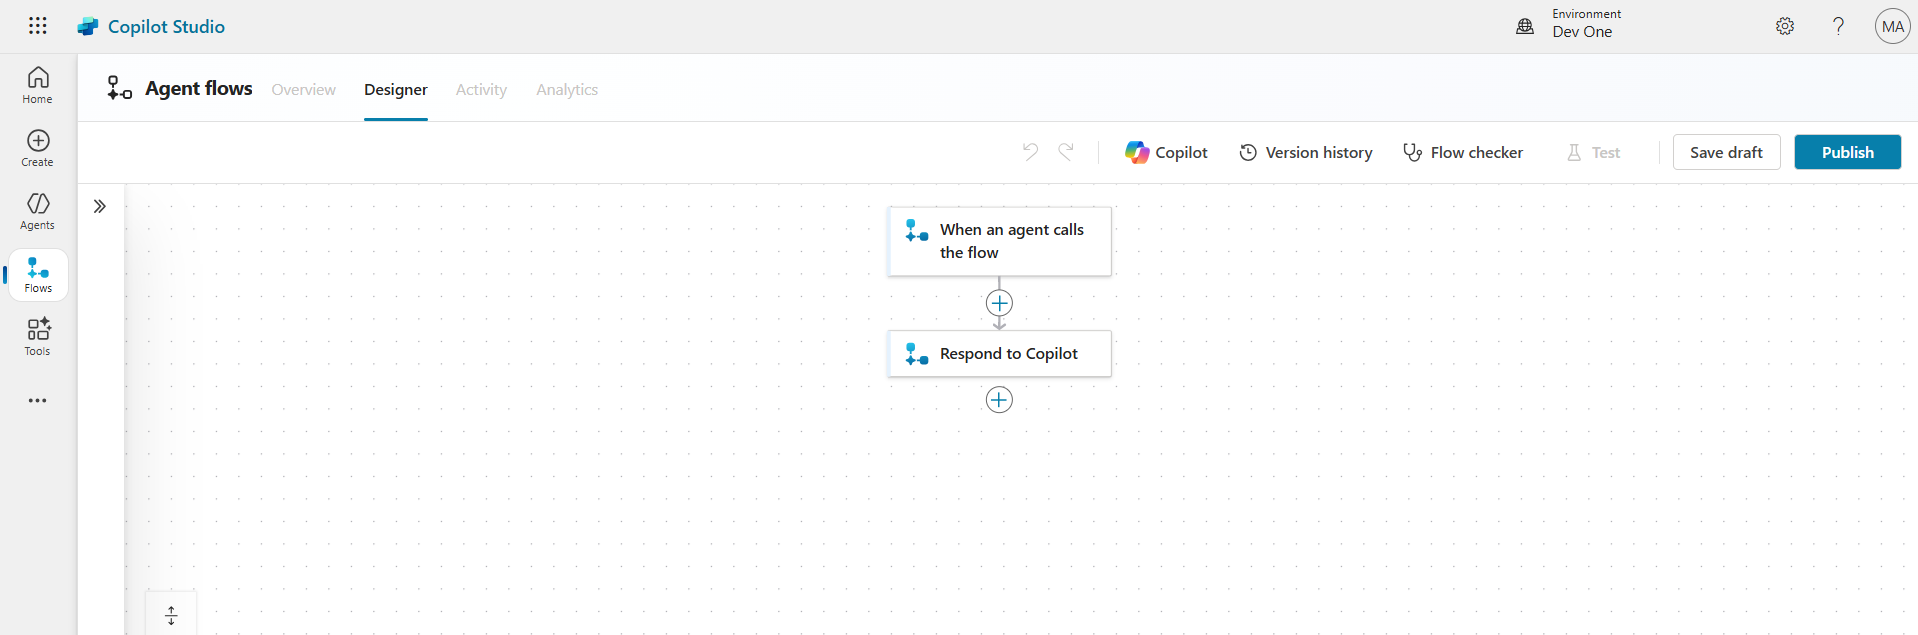 Copilot Studio
Environment
Dev One
MA
Home
Create
Agents
Flows
Tools
Agent flows
Overview
Designer
Activity
Analytics
Copilot
Version history
Flow checker
Test
Save draft
Publish
When an agent calls
the flow
Respond to Copilot